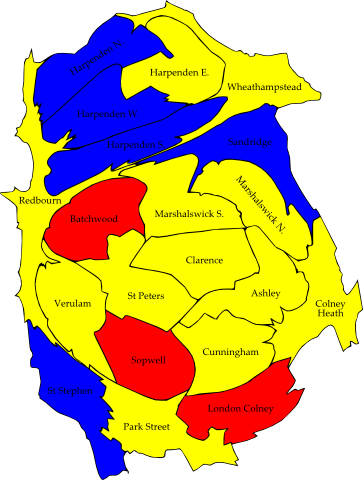 Harpenden N.
Harpenden E.
Wheathampstead
Harpenden W.
Harpenden S.
Sandridge
Redbourn
Marshalswick N.
Batchwood
Marshalswick S.
Clarence
Verulam
St Peters
Ashley
Colney
Heath
Sopwell
Cunningham
St Stephen
London Colney
Park Street